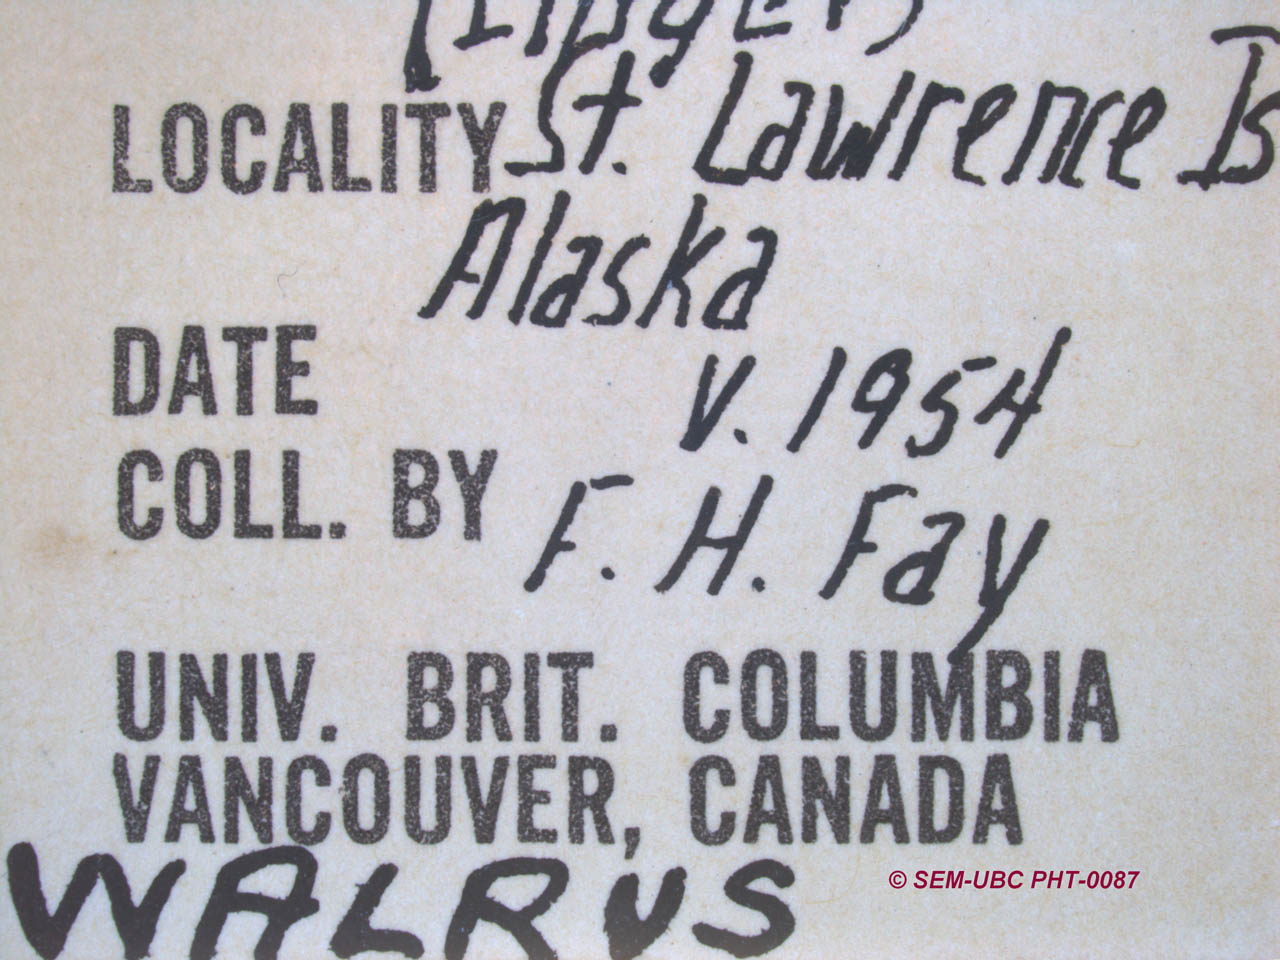 LOCALITY St. Lawrence Is
Alaska
DATE V. 1954
COLL. BY F. H. Fay
UNIV. BRIT. COLUMBIA
VANCOUVER, CANADA
WALRUS
© SEM-UBC PHT-0087